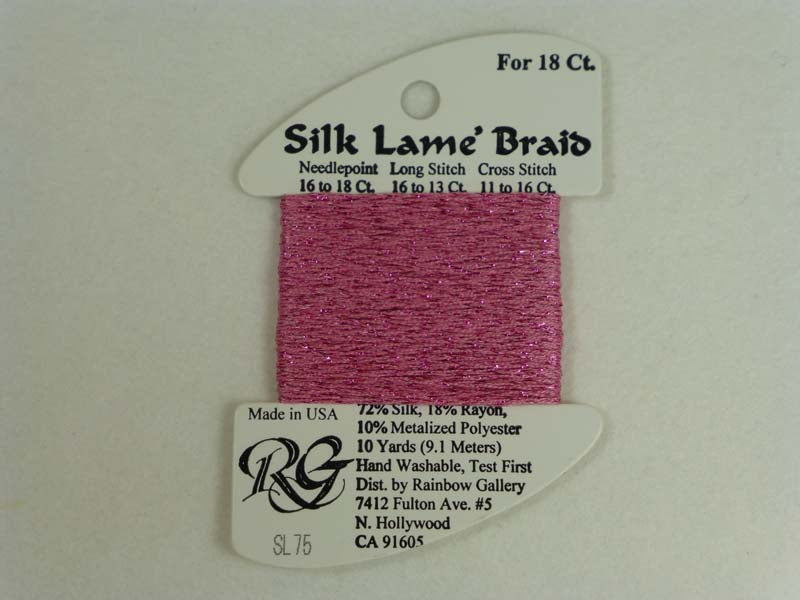 For 18 Ct.
Silk Lame' Braid
Needlepoint Long Stitch Cross Stitch
16 to 18 Ct. 16 to 13 Ct. 11 to 16 Ct.
Made in USA
72% Silk, 18% Rayon,
10% Metalized Polyester
10 Yards (9.1 Meters)
Hand Washable, Test First
Dist. by Rainbow Gallery
7412 Fulton Ave. #5
N. Hollywood
CA 91605
RG
SL75